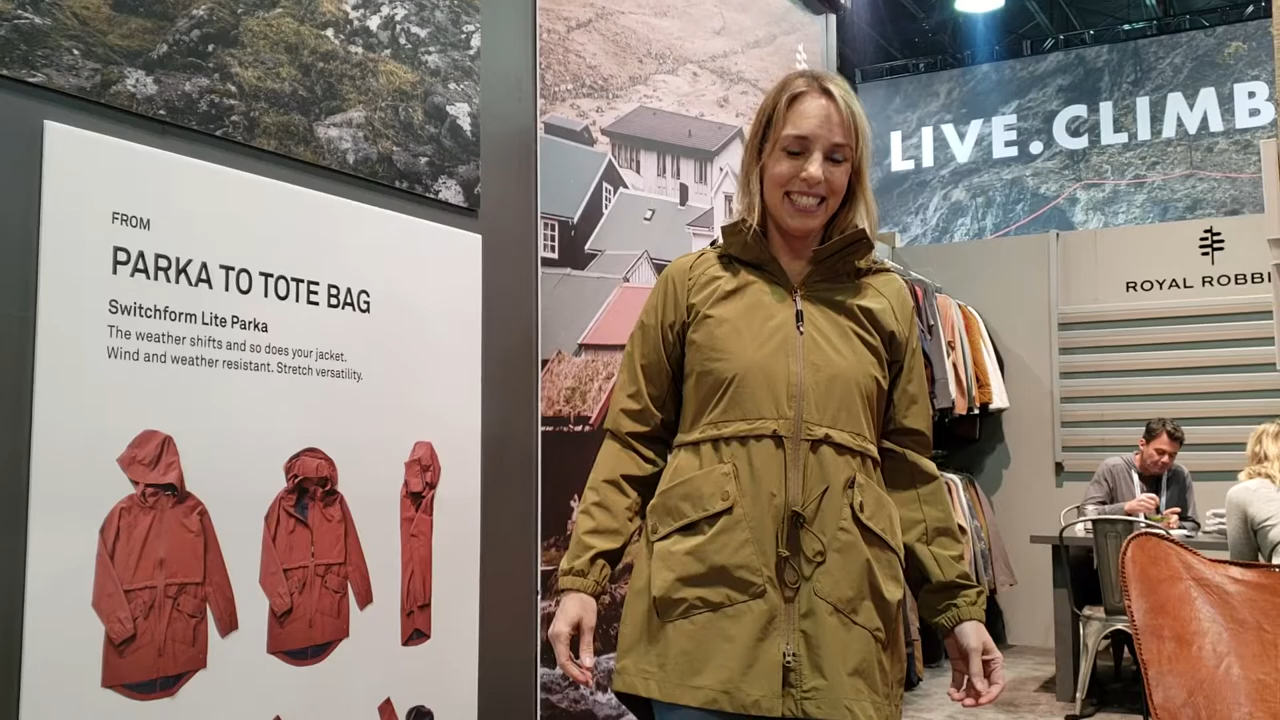 FROM
PARKA TO TOTE BAG
Switchform Lite Parka
The weather shifts and so does your jacket.
Wind and weather resistant. Stretch versatility.
LIVE.CLIMB
ROYAL ROBBI